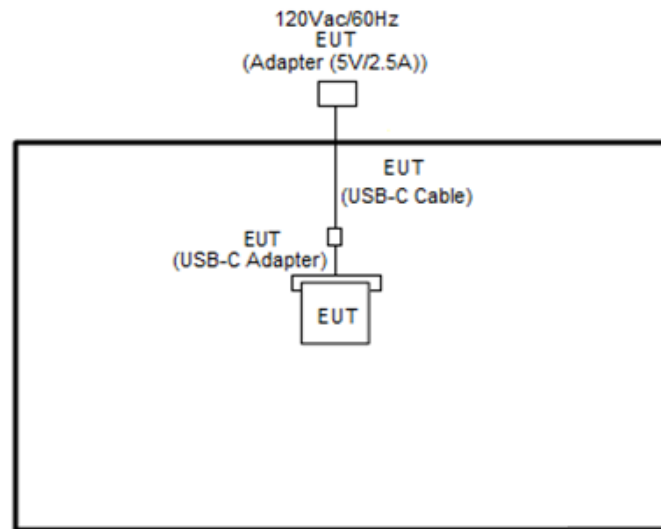 120Vac/60Hz
EUT
(Adapter (5V/2.5A))
EUT
(USB-C Cable)
EUT
(USB-C Adapter)
EUT